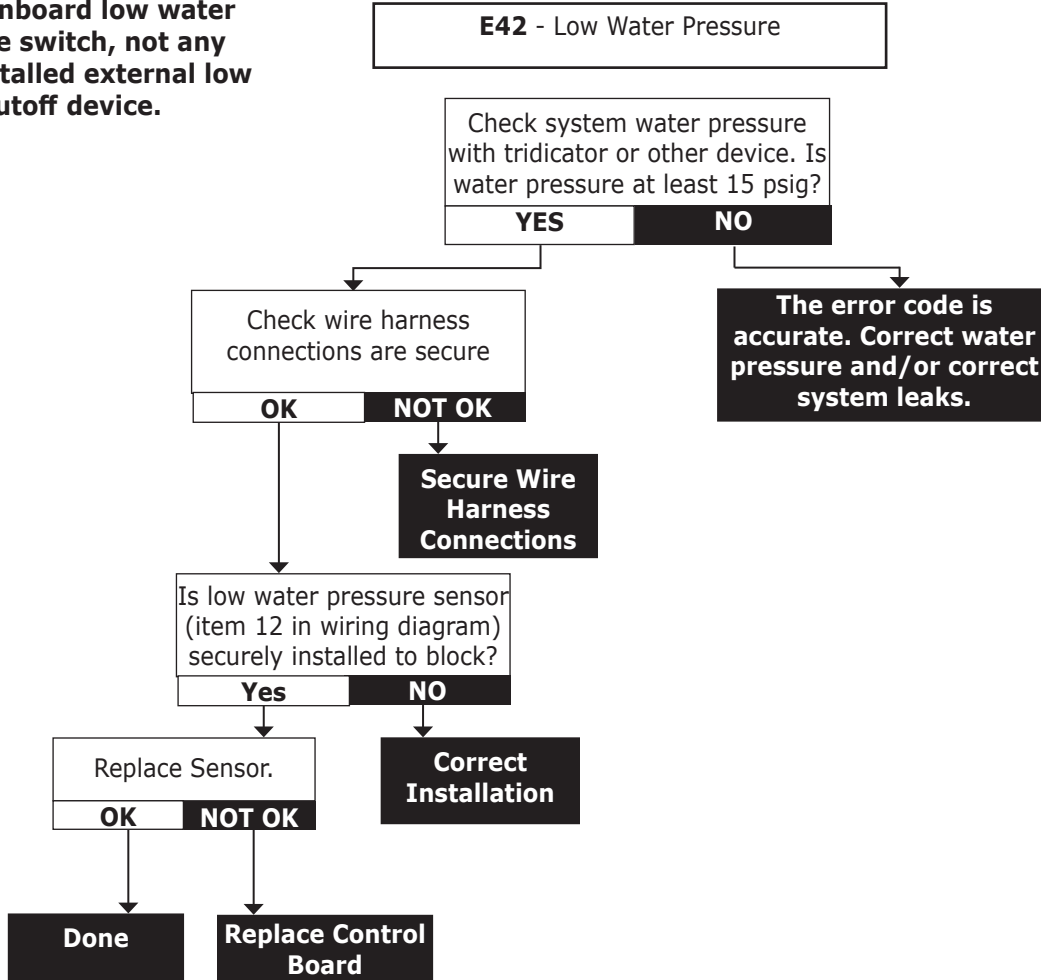 nboard low water
e switch, not any
talled external low
utoff device.
E42 - Low Water Pressure
Check system water pressure
with tridicator or other device. Is
water pressure at least 15 psig?
YES
NO
Check wire harness
connections are secure
The error code is
accurate. Correct water
pressure and/or correct
system leaks.
OK
NOT OK
Secure Wire
Harness
Connections
Is low water pressure sensor
(item 12 in wiring diagram)
securely installed to block?
Yes
NO
Replace Sensor.
Correct
Installation
OK
NOT OK
Done
Replace Control
Board